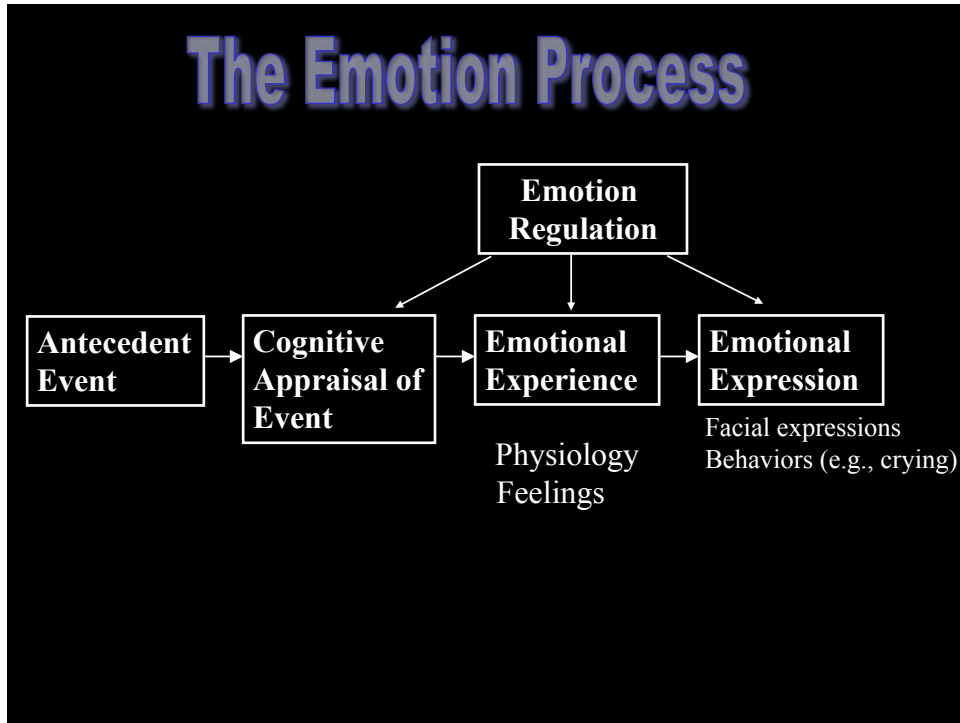 The Emotion Process
Emotion
Regulation
Antecedent
Event
Cognitive
Appraisal of
Event
Emotional
Experience
Emotional
Expression
Physiology
Feelings
Facial expressions
Behaviors (e.g., crying)